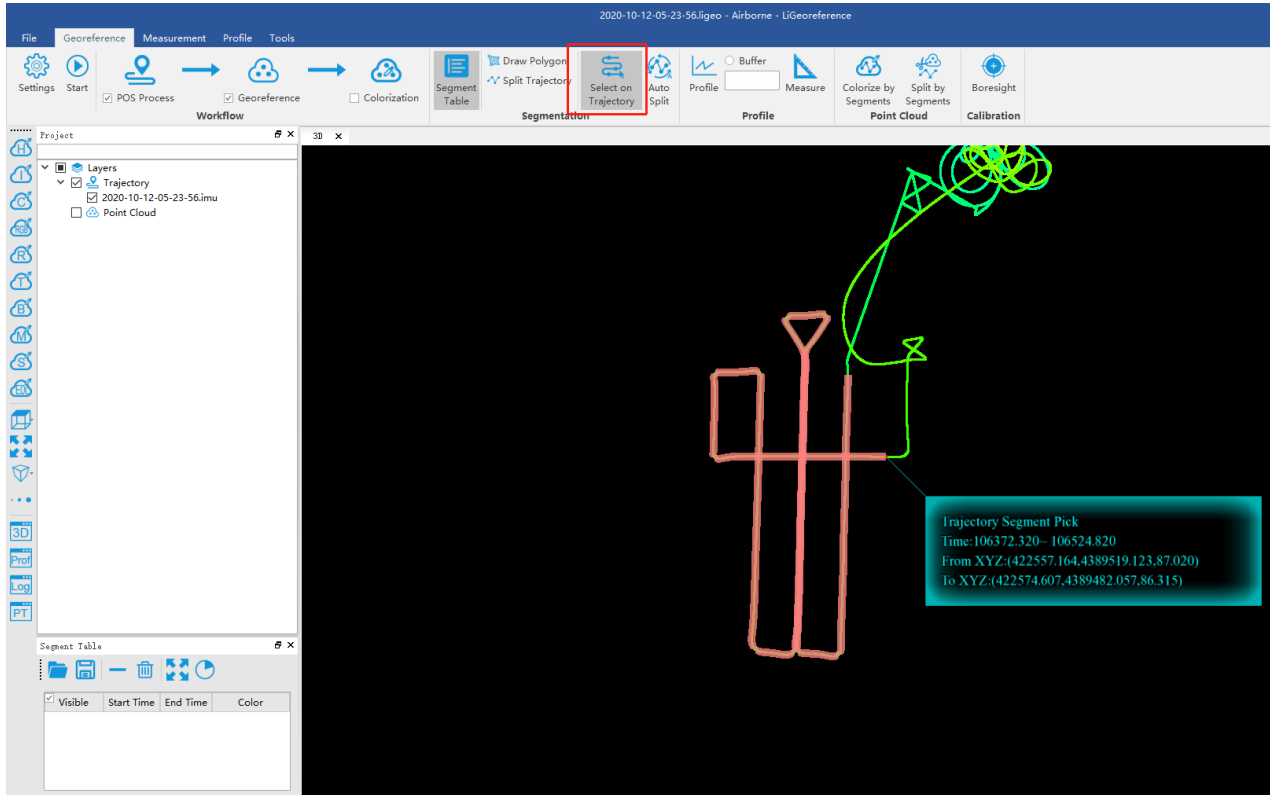 2020-10-12-05-23-56.ligeo - Airborne - LiGeoreference
File Georeference Measurement Profile Tools
Settings Start POS Process Georeference Colorization
Workflow
Segment Table Draw Polygon Split Trajectory Select on Trajectory Auto Split
Segmentation
Profile Buffer Measure
Profile
Colorize by Segments Split by Segments
Point Cloud
Boresight
Calibration
Project
3D
Layers
Trajectory
2020-10-12-05-23-56.imu
Point Cloud
H
I
C
RGB
R
T
B
M
S
EDL
3D
Prof
Log
PT
Trajectory Segment Pick
Time:106372.320~ 106524.820
From XYZ:(422557.164,4389519.123,87.020)
To XYZ:(422574.607,4389482.057,86.315)
Segment Table
Visible Start Time End Time Color